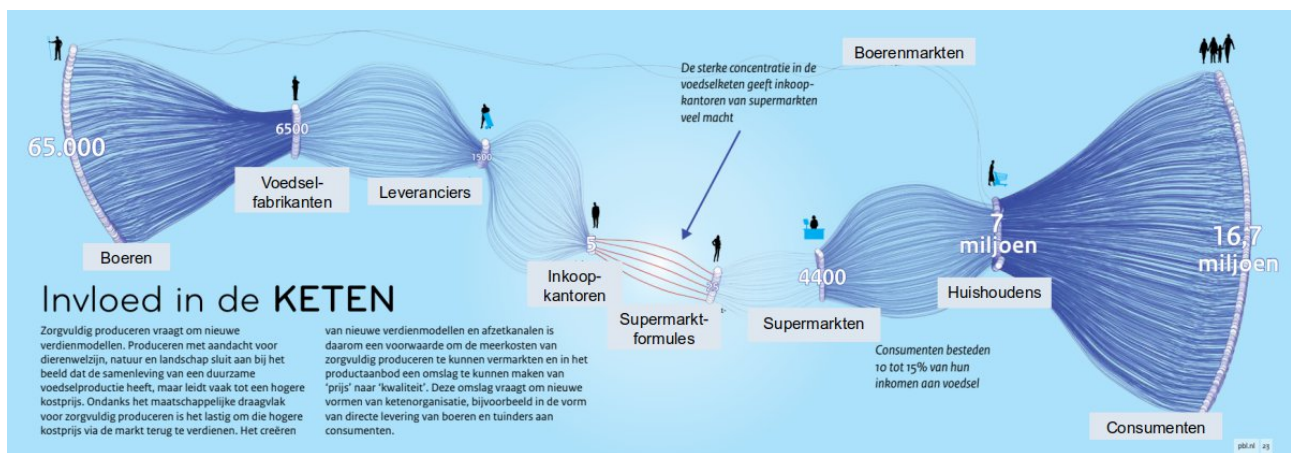 Boerenmarkten
De sterke concentratie in de
voedselketen geeft inkoop-
kantoren van supermarkten
veel macht
65.000
6500
1500
Voedsel-
fabrikanten
Leveranciers
Boeren
5
Inkoop-
kantoren
Supermarkt-
formules
4400
Supermarkten
7
miljoen
Huishoudens
16,7
miljoen
Consumenten
Consumenten besteden
10 tot 15% van hun
inkomen aan voedsel
Invloed in de KETEN
Zorgvuldig produceren vraagt om nieuwe
verdienmodellen. Produceren met aandacht voor
dierenwelzijn, natuur en landschap sluit aan bij het
beeld dat de samenleving van een duurzame
voedselproductie heeft, maar leidt vaak tot een hogere
kostprijs. Ondanks het maatschappelijke draagvlak
voor zorgvuldig produceren is het lastig om die hogere
kostprijs via de markt terug te verdienen. Het creëren
van nieuwe verdienmodellen en afzetkanalen is
daarom een voorwaarde om de meerkosten van
zorgvuldig produceren te kunnen vermarkten en in het
productaanbod een omslag te kunnen maken van
‘prijs’ naar ‘kwaliteit’. Deze omslag vraagt om nieuwe
vormen van ketenorganisatie, bijvoorbeeld in de vorm
van directe levering van boeren en tuinders aan
consumenten.
pbl.nl | 23